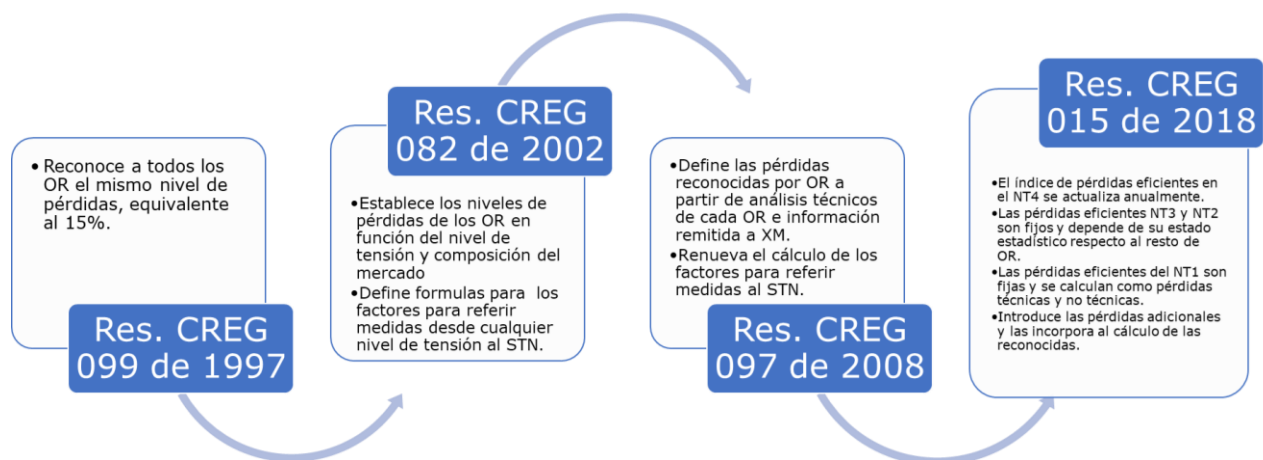 • Reconoce a todos los
OR el mismo nivel de
pérdidas, equivalente
al 15%.
Res. CREG
099 de 1997
Res. CREG
082 de 2002
•Establece los niveles de
pérdidas de los OR en
función del nivel de
tensión y composición del
mercado
•Define formulas para los
factores para referir
medidas desde cualquier
nivel de tensión al STN.
•Define las pérdidas
reconocidas por OR a
partir de análisis técnicos
de cada OR e información
remitida a XM.
•Renueva el cálculo de los
factores para referir
medidas al STN.
Res. CREG
097 de 2008
Res. CREG
015 de 2018
•El índice de pérdidas eficientes en
el NT4 se actualiza anualmente.
•Las pérdidas eficientes NT3 y NT2
son fijos y depende de su estado
estadístico respecto al resto de
OR.
•Las pérdidas eficientes del NT1 son
fijas y se calculan como pérdidas
técnicas y no técnicas.
•Introduce las pérdidas adicionales
y las incorpora al cálculo de las
reconocidas.